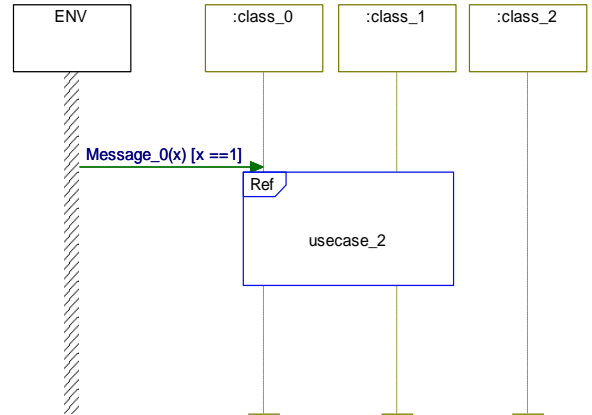 ENV
:class_0
:class_1
:class_2
Message_0(x) [x ==1]
Ref
usecase_2